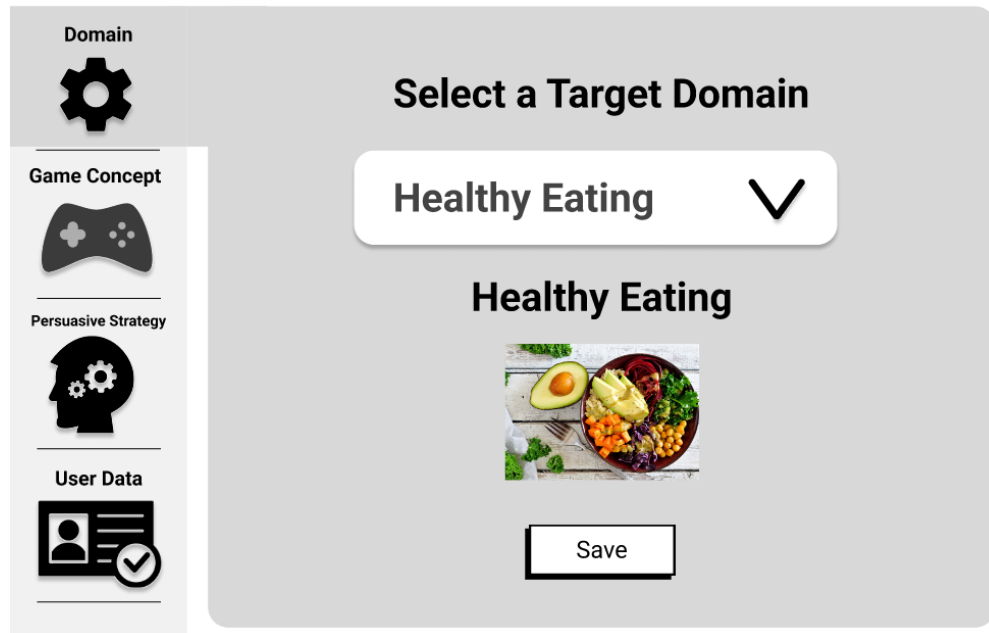 Domain
Game Concept
Persuasive Strategy
User Data
Select a Target Domain
Healthy Eating
Healthy Eating
Save